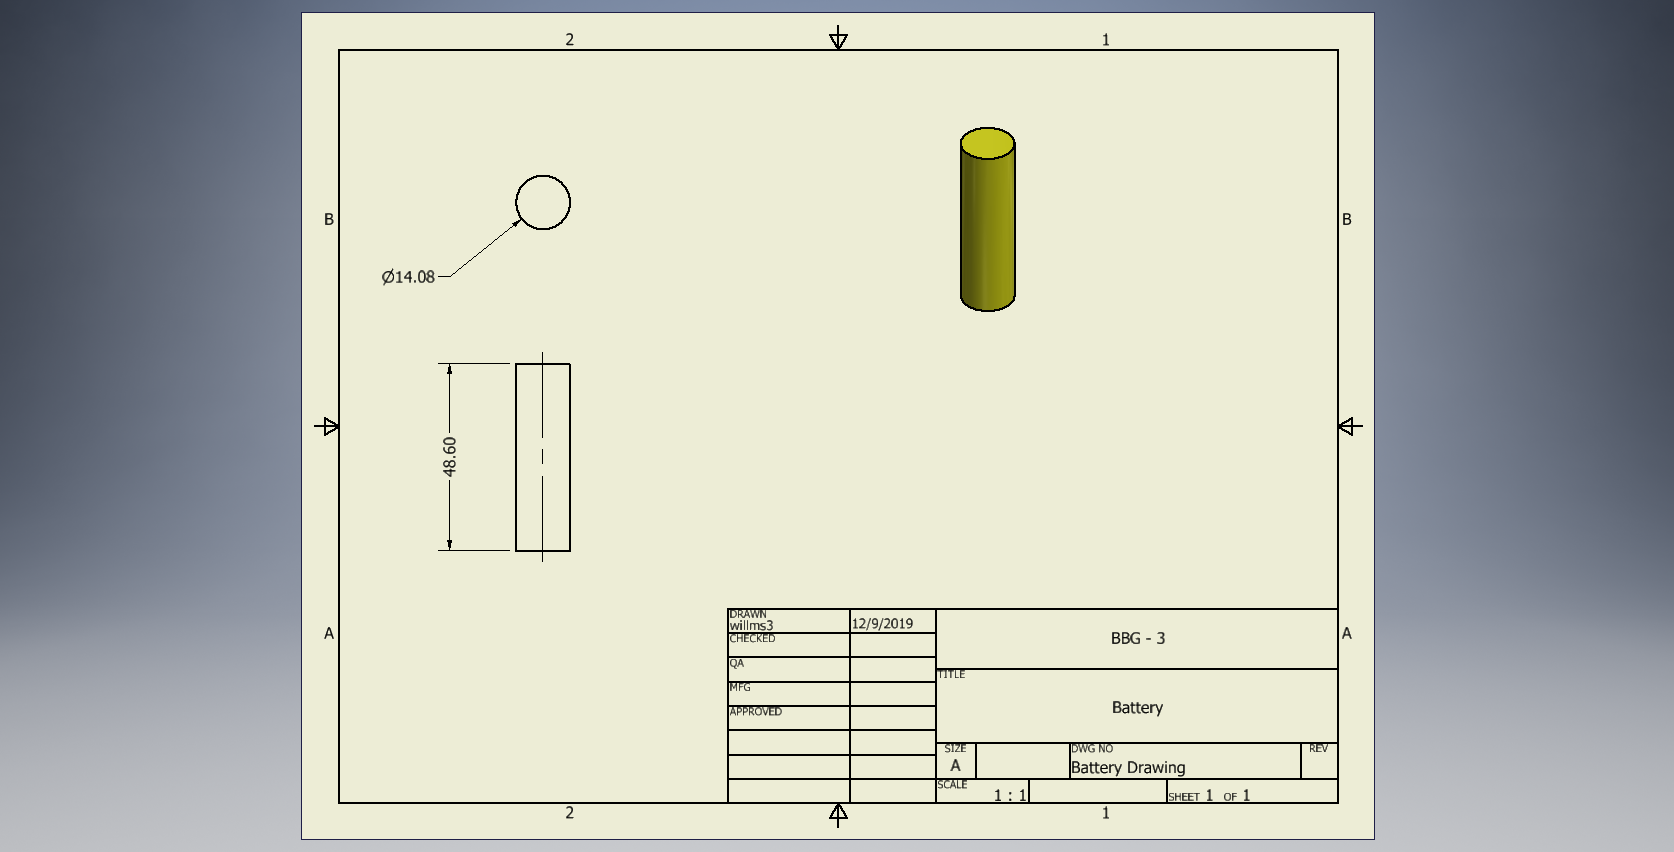 2
1
B
B
Ø14.08
48.60
A
A
DRAWN
willms3
12/9/2019
CHECKED
QA
MFG
APPROVED
BBG - 3
TITLE
Battery
SIZE
A
DWG NO
Battery Drawing
REV
SCALE
1 : 1
SHEET 1 OF 1
2
1